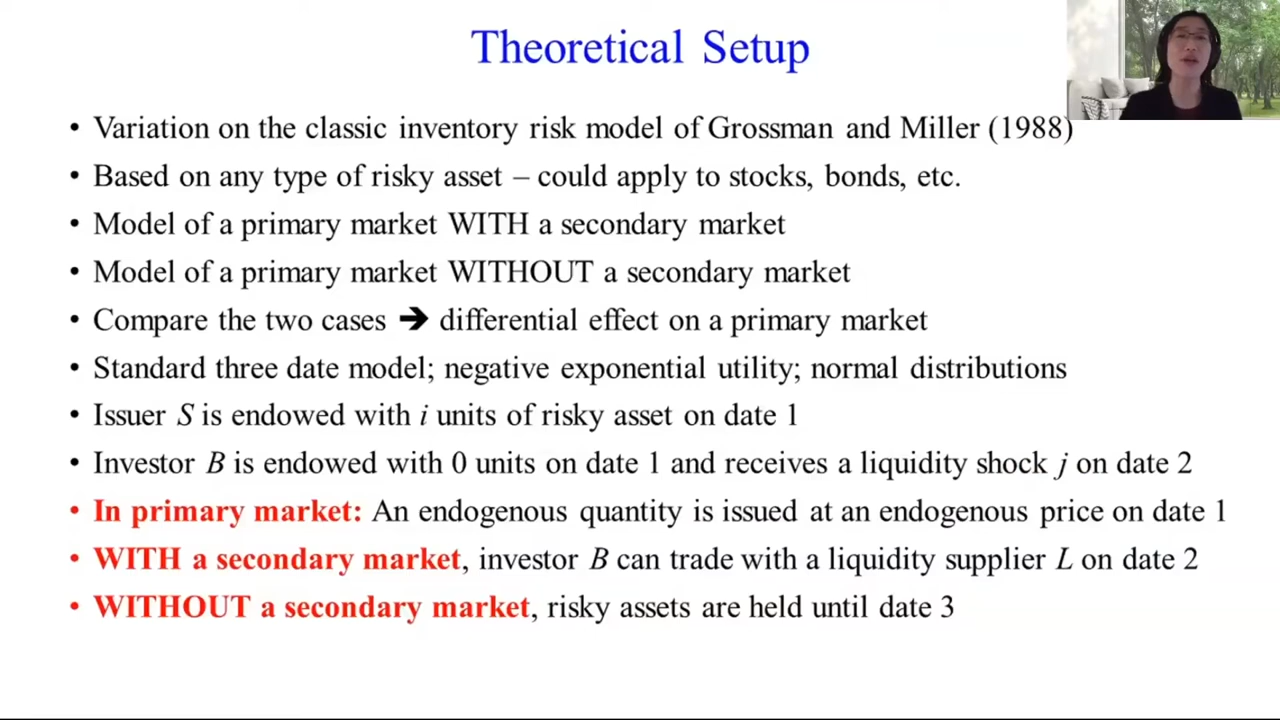 Theoretical Setup
• Variation on the classic inventory risk model of Grossman and Miller (1988)
• Based on any type of risky asset – could apply to stocks, bonds, etc.
• Model of a primary market WITH a secondary market
• Model of a primary market WITHOUT a secondary market
• Compare the two cases ➔ differential effect on a primary market
• Standard three date model; negative exponential utility; normal distributions
• Issuer S is endowed with i units of risky asset on date 1
• Investor B is endowed with 0 units on date 1 and receives a liquidity shock j on date 2
• In primary market: An endogenous quantity is issued at an endogenous price on date 1
• WITH a secondary market, investor B can trade with a liquidity supplier L on date 2
• WITHOUT a secondary market, risky assets are held until date 3